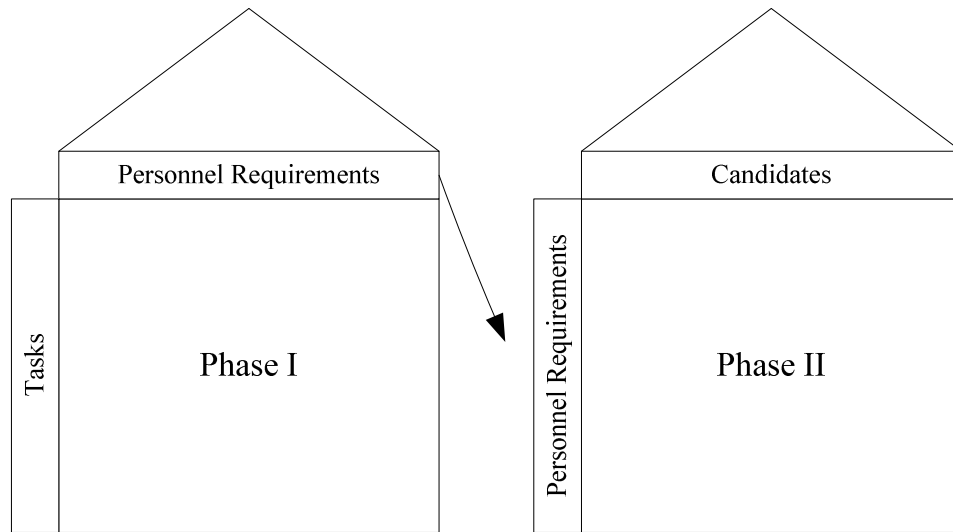 Personnel Requirements
Tasks
Phase I
Candidates
Personnel Requirements
Phase II